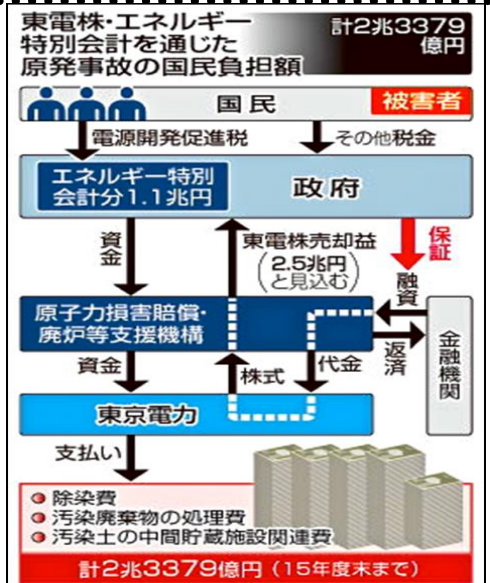 東電株･エネルギー
特別会計を通じた
原発事故の国民負担額
計2兆3379
億円
国民
被害者
電源開発促進税
その他税金
エネルギー特別
会計分1.1兆円
政府
資金
東電株売却益
(2.5兆円
と見込む)
保証
融資
原子力損害賠償･
廃炉等支援機構
返済
金融機関
資金
株式
代金
東京電力
支払い
除染費
汚染廃棄物の処理費
汚染土の中間貯蔵施設関連費
計2兆3379億円(15年度末まで)